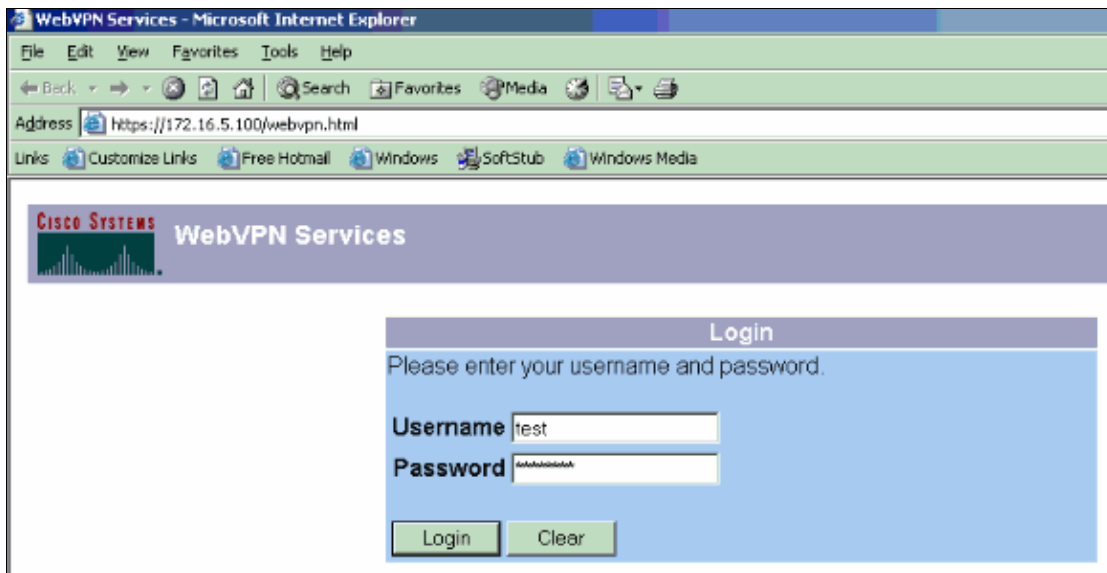 WebVPN Services - Microsoft Internet Explorer
File Edit View Favorites Tools Help
Back Search Favorites Media
Address https://172.16.5.100/webvpn.html
Links Customize Links Free Hotmail Windows SoftStub Windows Media
CISCO SYSTEMS
WebVPN Services
Login
Please enter your username and password.
Username test
Password *********
Login Clear